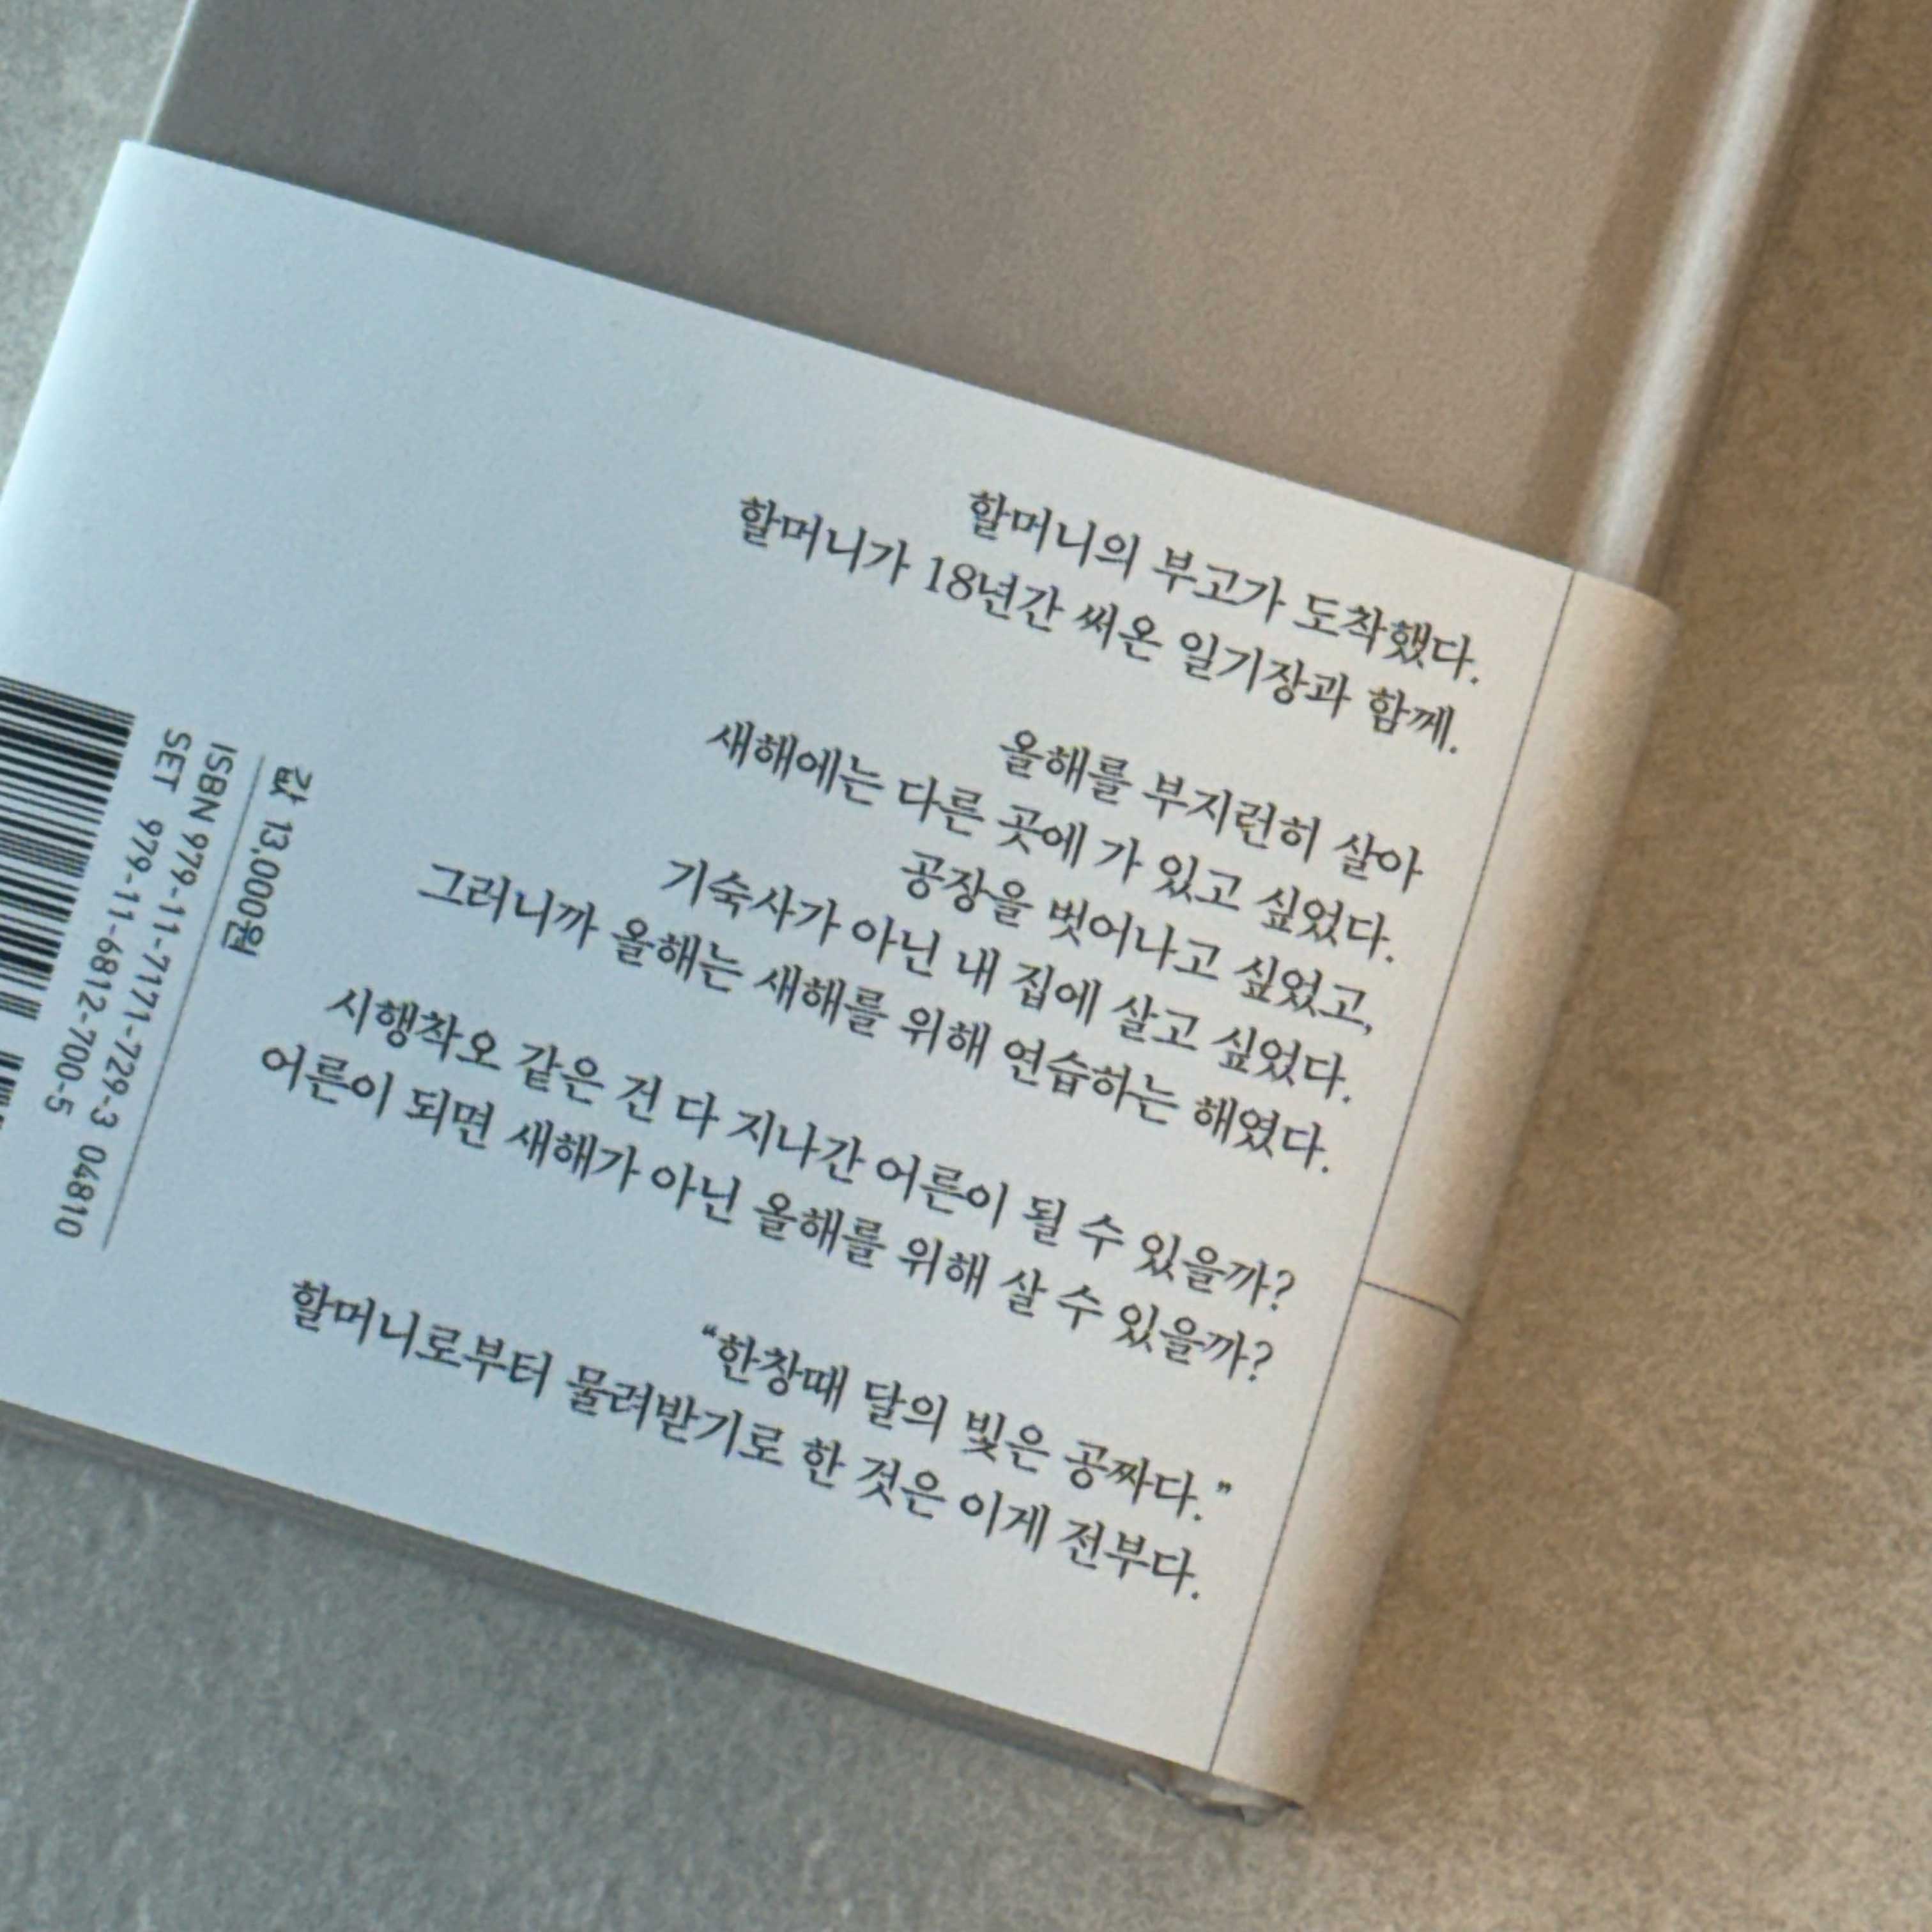 할머니의 부고가 도착했다.
할머니가 18년간 써온 일기장과 함께.
올해를 부지런히 살아
새해에는 다른 곳에 가 있고 싶었다.
공장을 벗어나고 싶었고,
기숙사가 아닌 내 집에 살고 싶었다.
그러니까 올해는 새해를 위해 연습하는 해였다.
시행착오 같은 건 다 지나간 어른이 될 수 있을까?
어른이 되면 새해가 아닌 올해를 위해 살 수 있을까?
“한창때 달의 빛은 공짜다.”
할머니로부터 물려받기로 한 것은 이게 전부다.
값 13,000원
ISBN 979-11-7171-729-3 04810
SET 979-11-6812-700-5